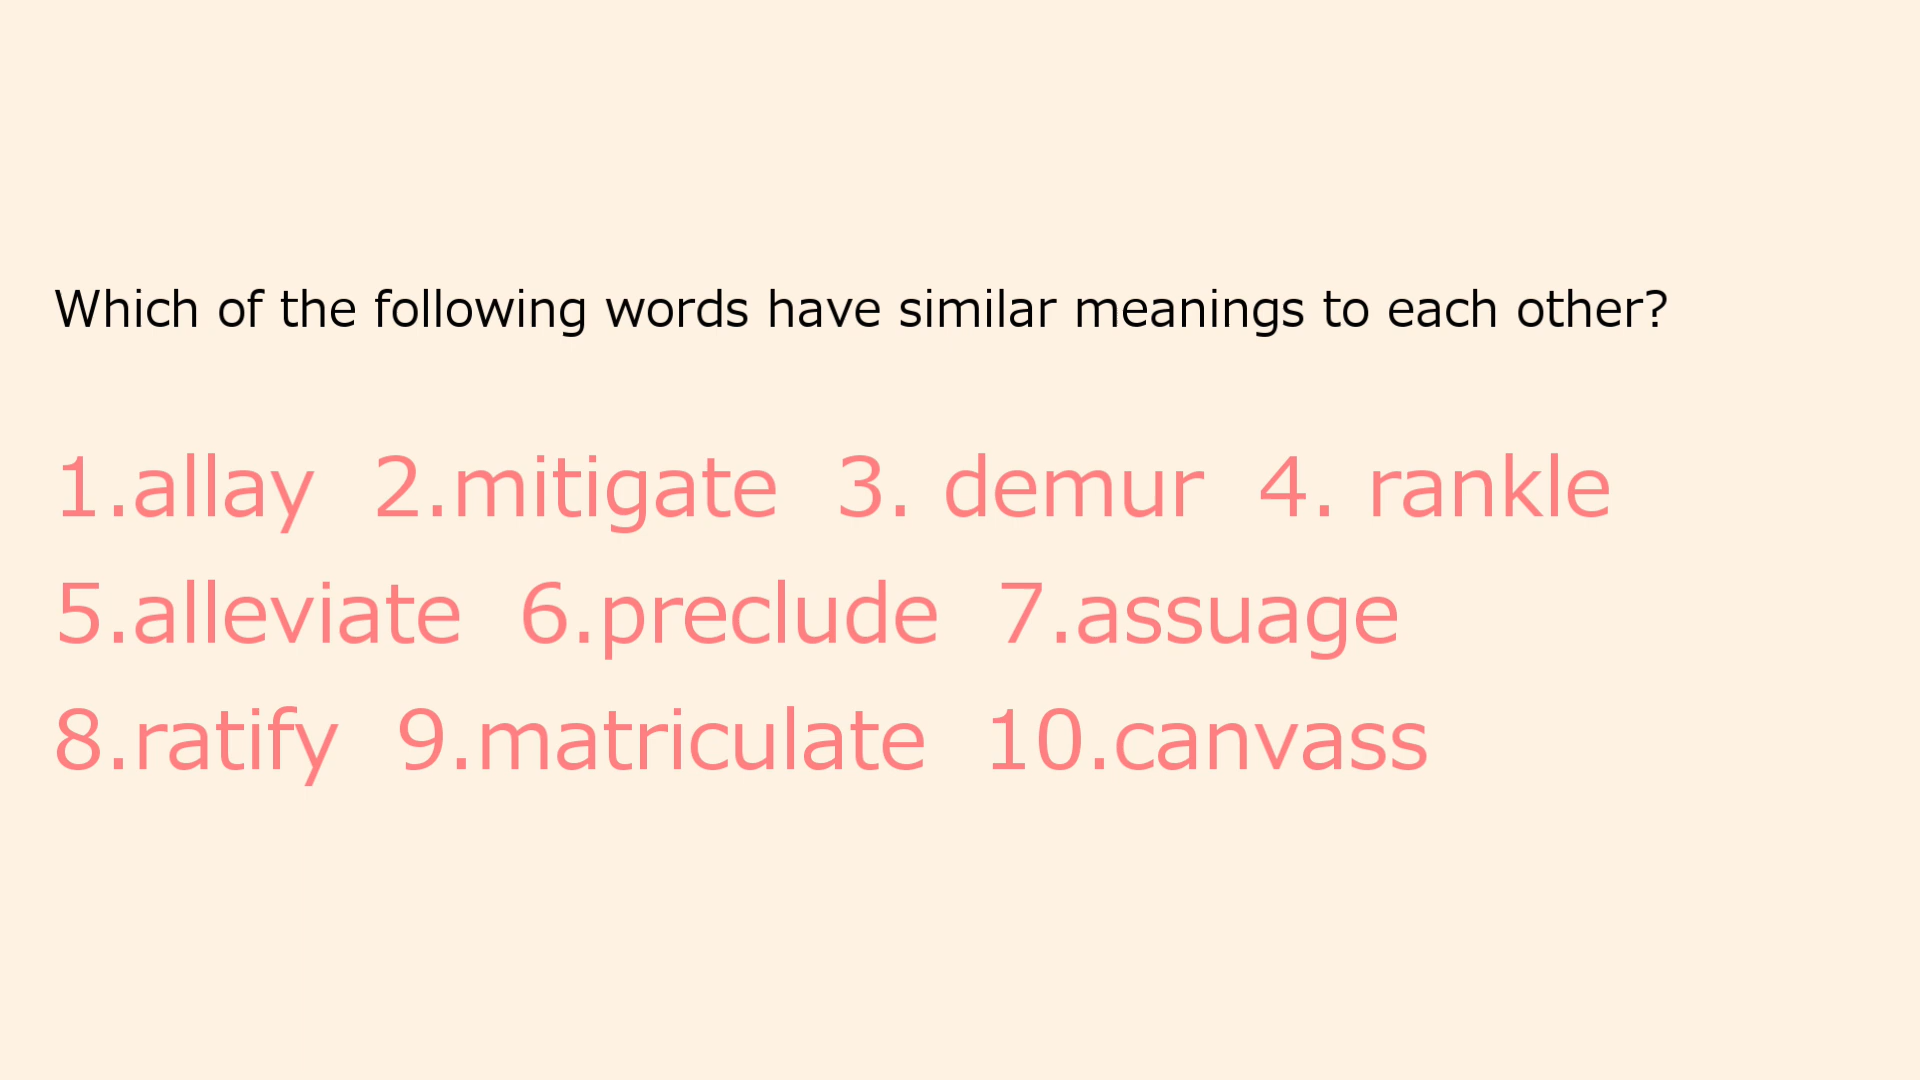 Which of the following words have similar meanings to each other?
1.allay 2.mitigate 3. demur 4. rankle
5.alleviate 6.preclude 7.assuage
8.ratify 9.matriculate 10.canvass